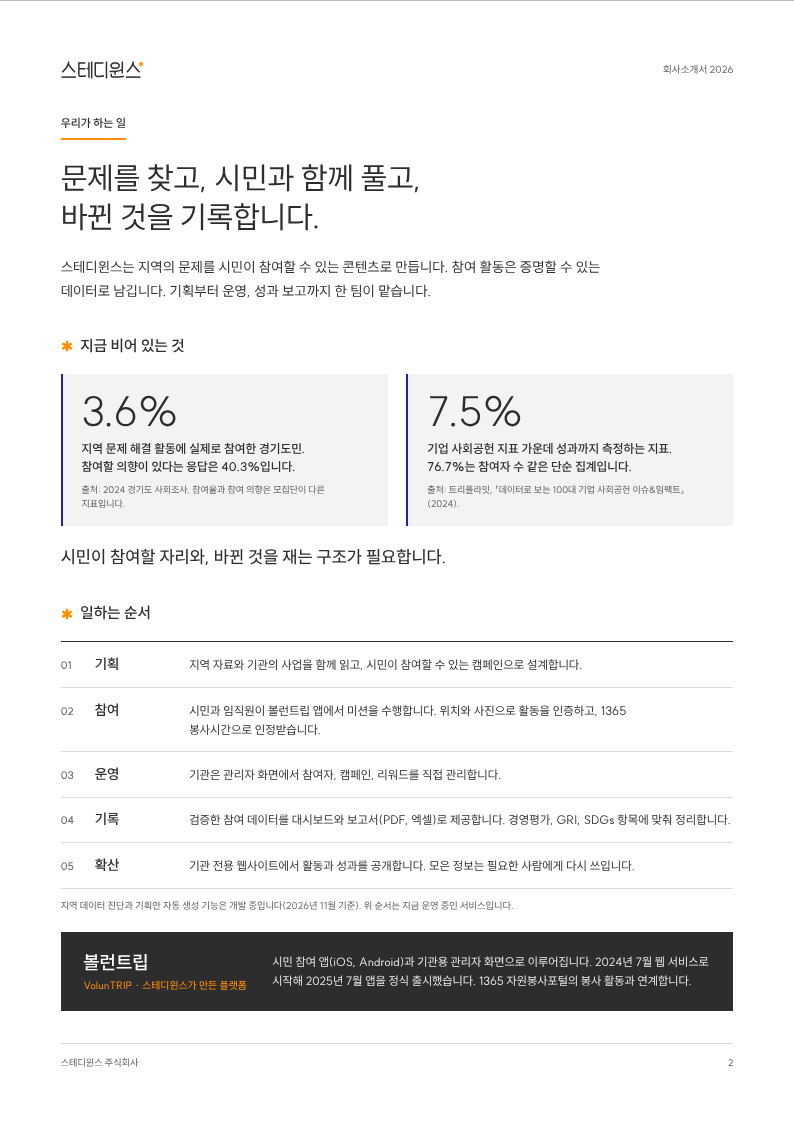 스테디윈스*
회사소개서 2026
우리가 하는 일
문제를 찾고, 시민과 함께 풀고,
바뀐 것을 기록합니다.
스테디윈스는 지역의 문제를 시민이 참여할 수 있는 콘텐츠로 만듭니다. 참여 활동은 증명할 수 있는
데이터로 남깁니다. 기획부터 운영, 성과 보고까지 한 팀이 맡습니다.
✱ 지금 비어 있는 것
3.6%
지역 문제 해결 활동에 실제로 참여한 경기도민.
참여할 의향이 있다는 응답은 40.3%입니다.
출처: 2024 경기도 사회조사. 참여율과 참여 의향은 모집단이 다른
지표입니다.
7.5%
기업 사회공헌 지표 가운데 성과까지 측정하는 지표.
76.7%는 참여자 수 같은 단순 집계입니다.
출처: 트리플라잇, 「데이터로 보는 100대 기업 사회공헌 이슈&임팩트」
(2024).
시민이 참여할 자리와, 바뀐 것을 재는 구조가 필요합니다.
✱ 일하는 순서
01 기획 지역 자료와 기관의 사업을 함께 읽고, 시민이 참여할 수 있는 캠페인으로 설계합니다.
02 참여 시민과 임직원이 볼런트립 앱에서 미션을 수행합니다. 위치와 사진으로 활동을 인증하고, 1365
봉사시간으로 인정받습니다.
03 운영 기관은 관리자 화면에서 참여자, 캠페인, 리워드를 직접 관리합니다.
04 기록 검증한 참여 데이터를 대시보드와 보고서(PDF, 엑셀)로 제공합니다. 경영평가, GRI, SDGs 항목에 맞춰 정리합니다.
05 확산 기관 전용 웹사이트에서 활동과 성과를 공개합니다. 모은 정보는 필요한 사람에게 다시 쓰입니다.
지역 데이터 진단과 기획안 자동 생성 기능은 개발 중입니다(2026년 11월 기준). 위 순서는 지금 운영 중인 서비스입니다.
볼런트립
VolunTRIP · 스테디윈스가 만든 플랫폼
시민 참여 앱(iOS, Android)과 기관용 관리자 화면으로 이루어집니다. 2024년 7월 웹 서비스로
시작해 2025년 7월 앱을 정식 출시했습니다. 1365 자원봉사포털의 봉사 활동과 연계합니다.
스테디윈스 주식회사
2